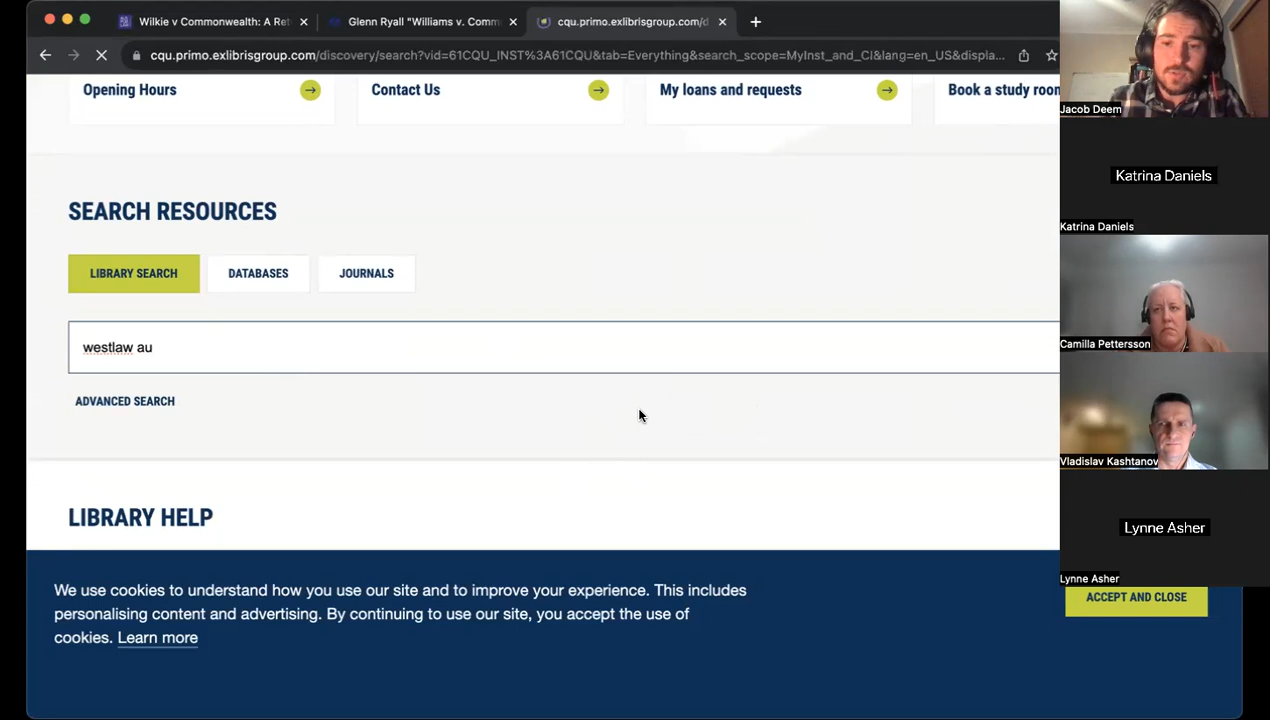 Wilkie v Commonwealth: A Ret
Glenn Ryall "Williams v. Comm
cqu.primo.exlibrisgroup.com/d
cqu.primo.exlibrisgroup.com/discovery/search?vid=61CQU_INST%3A61CQU&tab=Everything&search_scope=MyInst_and_CI&lang=en_US&displa...
Opening Hours
Contact Us
My loans and requests
Book a study room
SEARCH RESOURCES
LIBRARY SEARCH
DATABASES
JOURNALS
westlaw au
ADVANCED SEARCH
LIBRARY HELP
We use cookies to understand how you use our site and to improve your experience. This includes
personalising content and advertising. By continuing to use our site, you accept the use of
cookies. Learn more
ACCEPT AND CLOSE
Jacob Deem
Katrina Daniels
Katrina Daniels
Camilla Pettersson
Vladislav Kashtanov
Lynne Asher
Lynne Asher